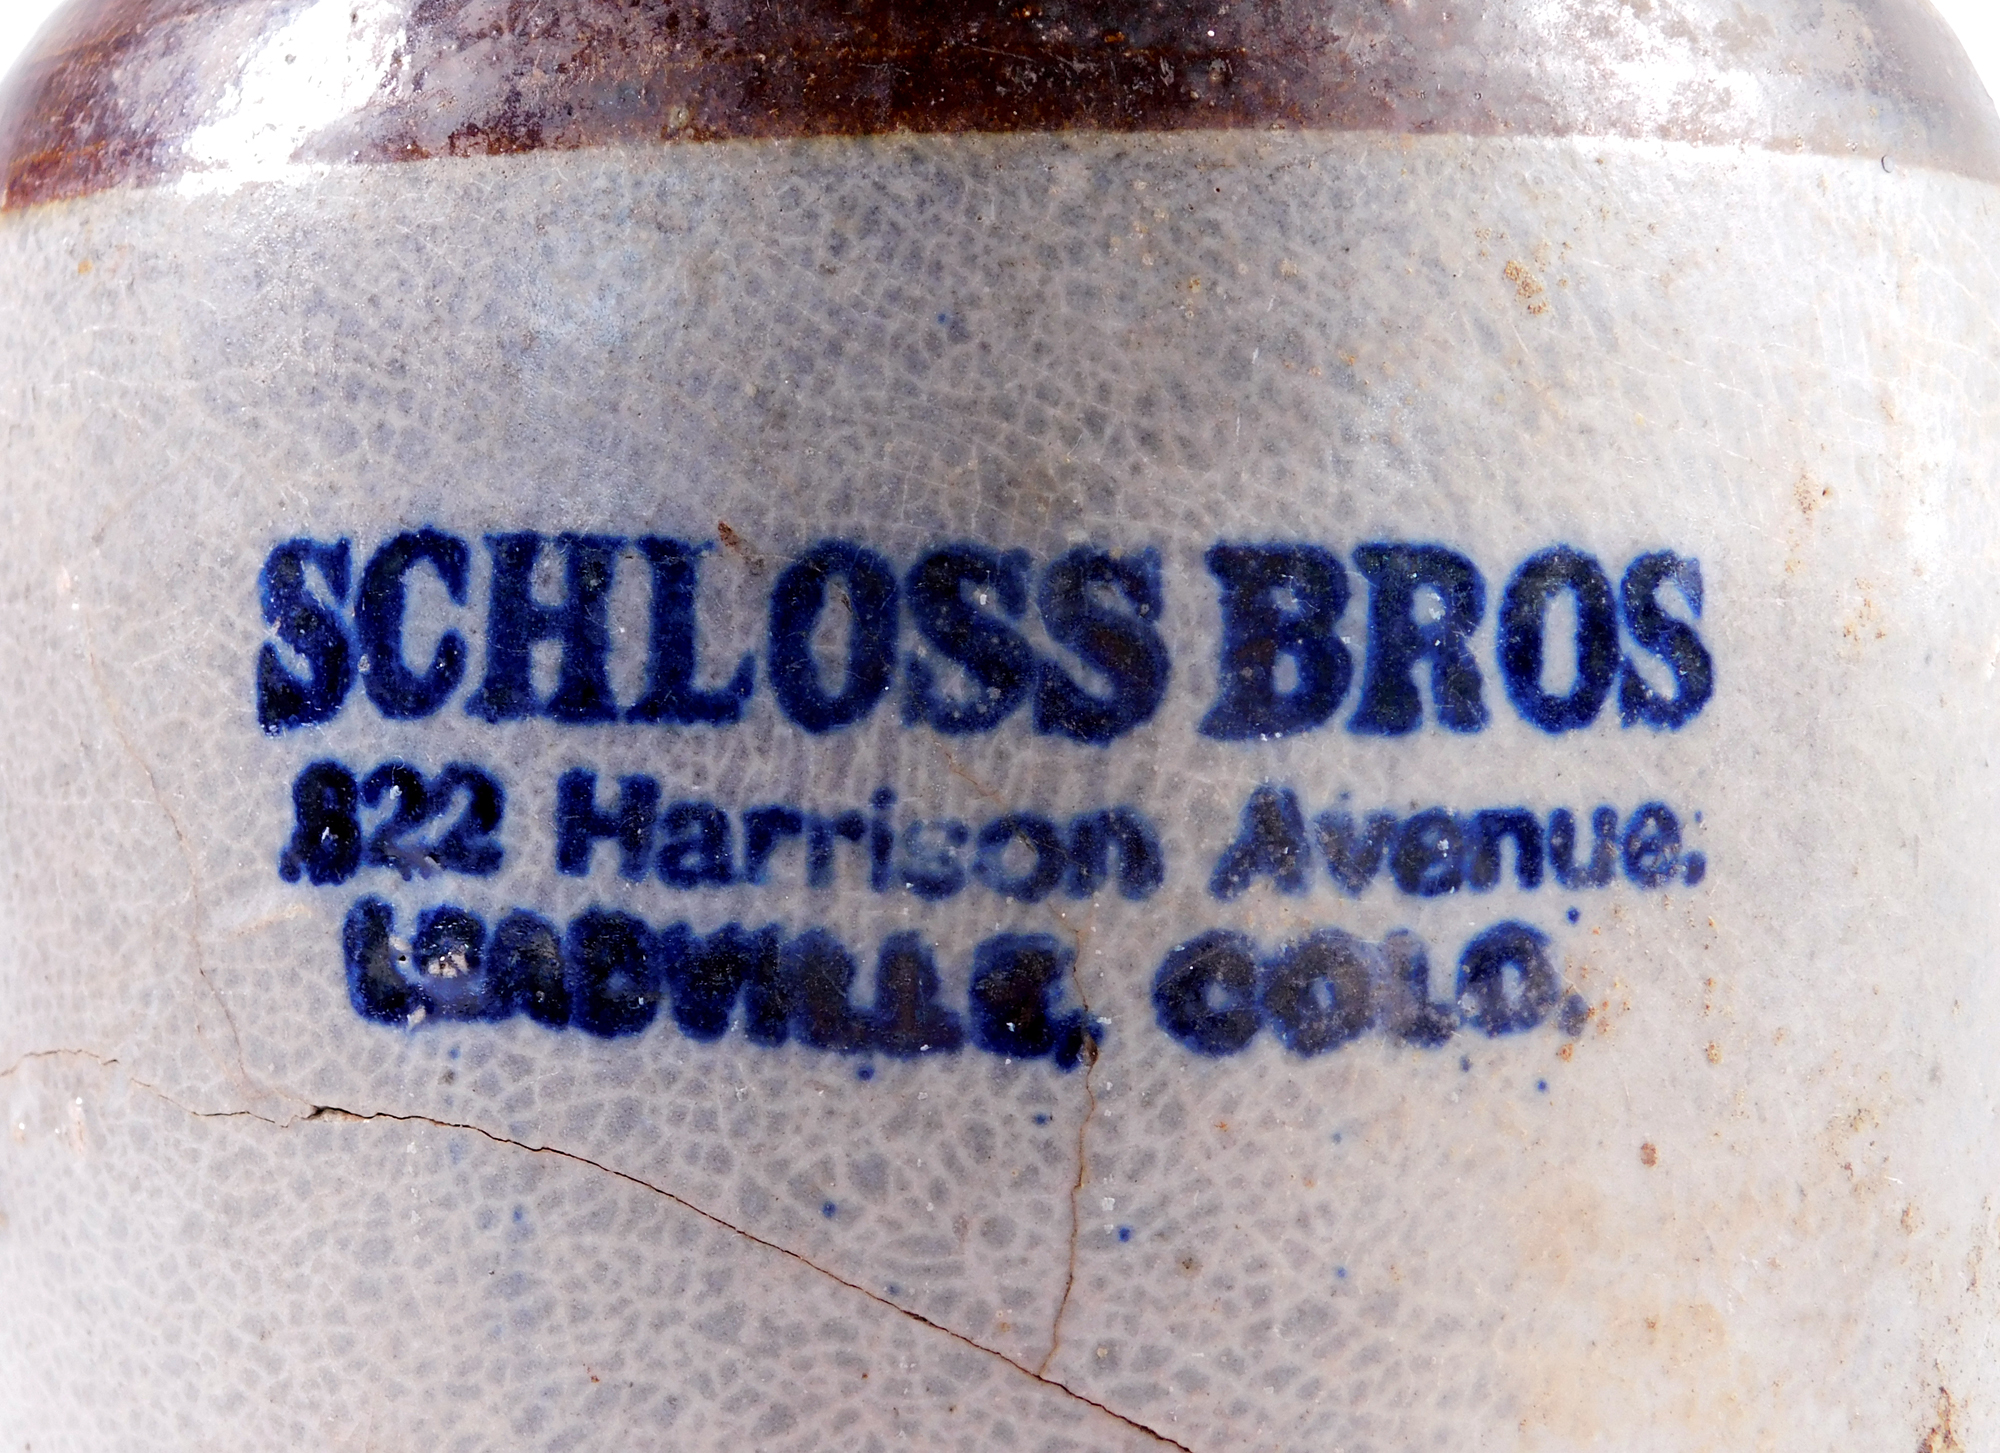 SCHLOSS BROS
822 Harrison Avenue.
LEADVILLE, COLO.